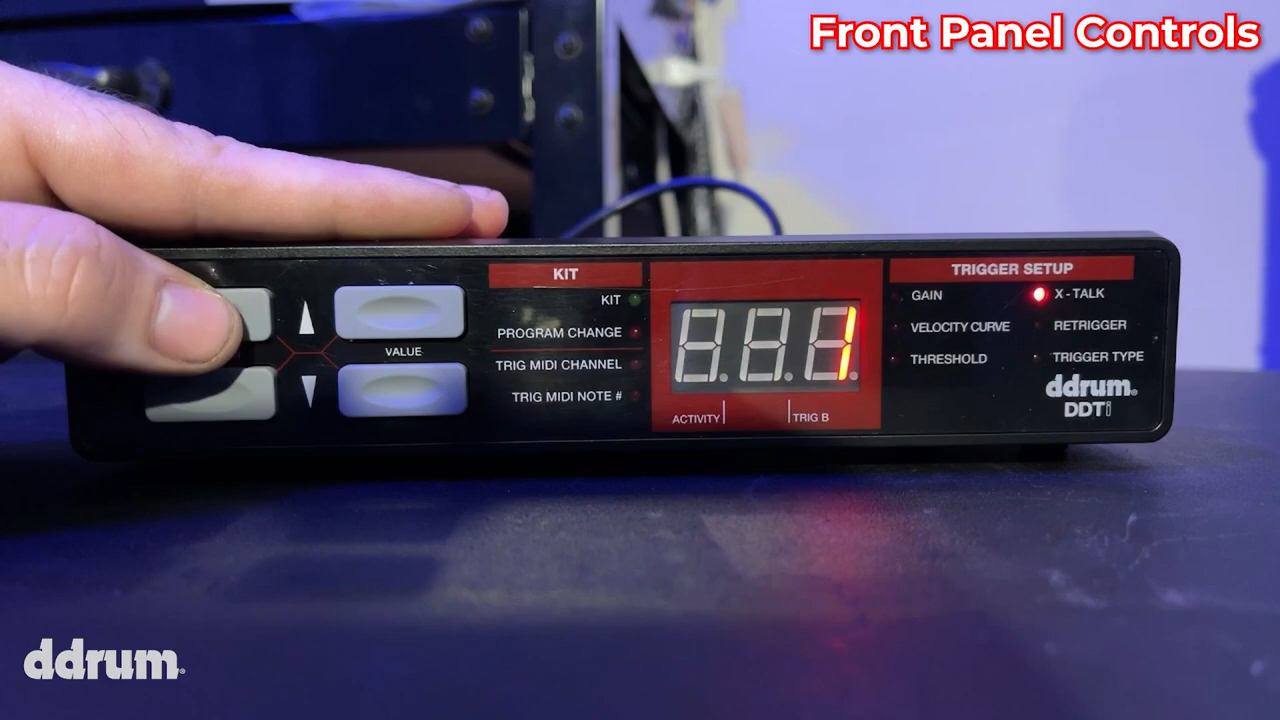 Front Panel Controls
KIT
KIT
PROGRAM CHANGE
TRIG MIDI CHANNEL
TRIG MIDI NOTE #
VALUE
1
ACTIVITY
TRIG B
TRIGGER SETUP
GAIN
X-TALK
VELOCITY CURVE
RETRIGGER
THRESHOLD
TRIGGER TYPE
ddrum®
DDTi
ddrum®